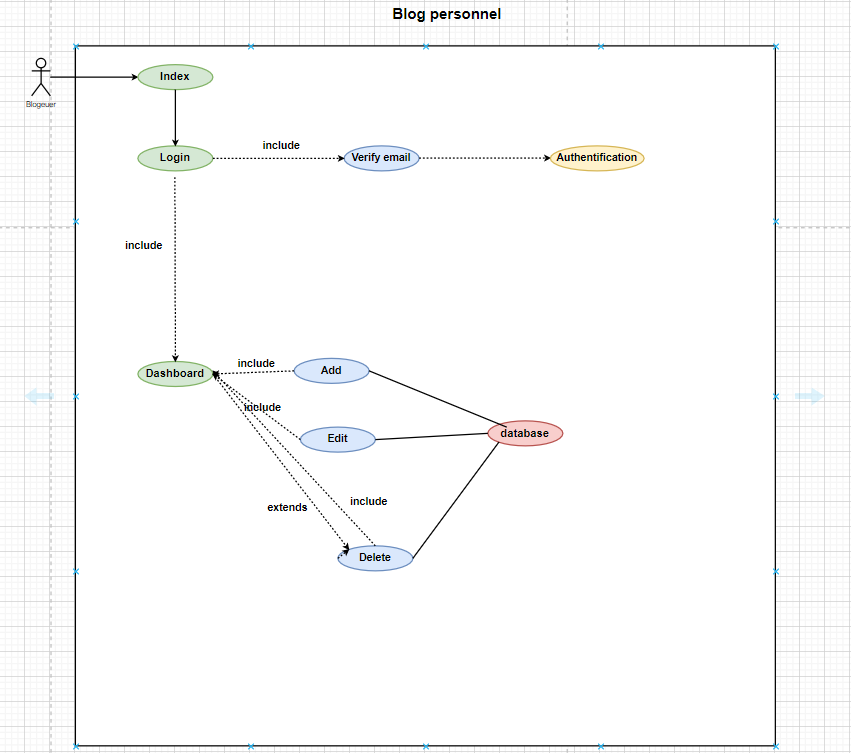 Blog personnel
Index
Blogeuer
Login
include
Verify email
Authentification
include
Dashboard
include
Add
include
Edit
database
extends
include
Delete